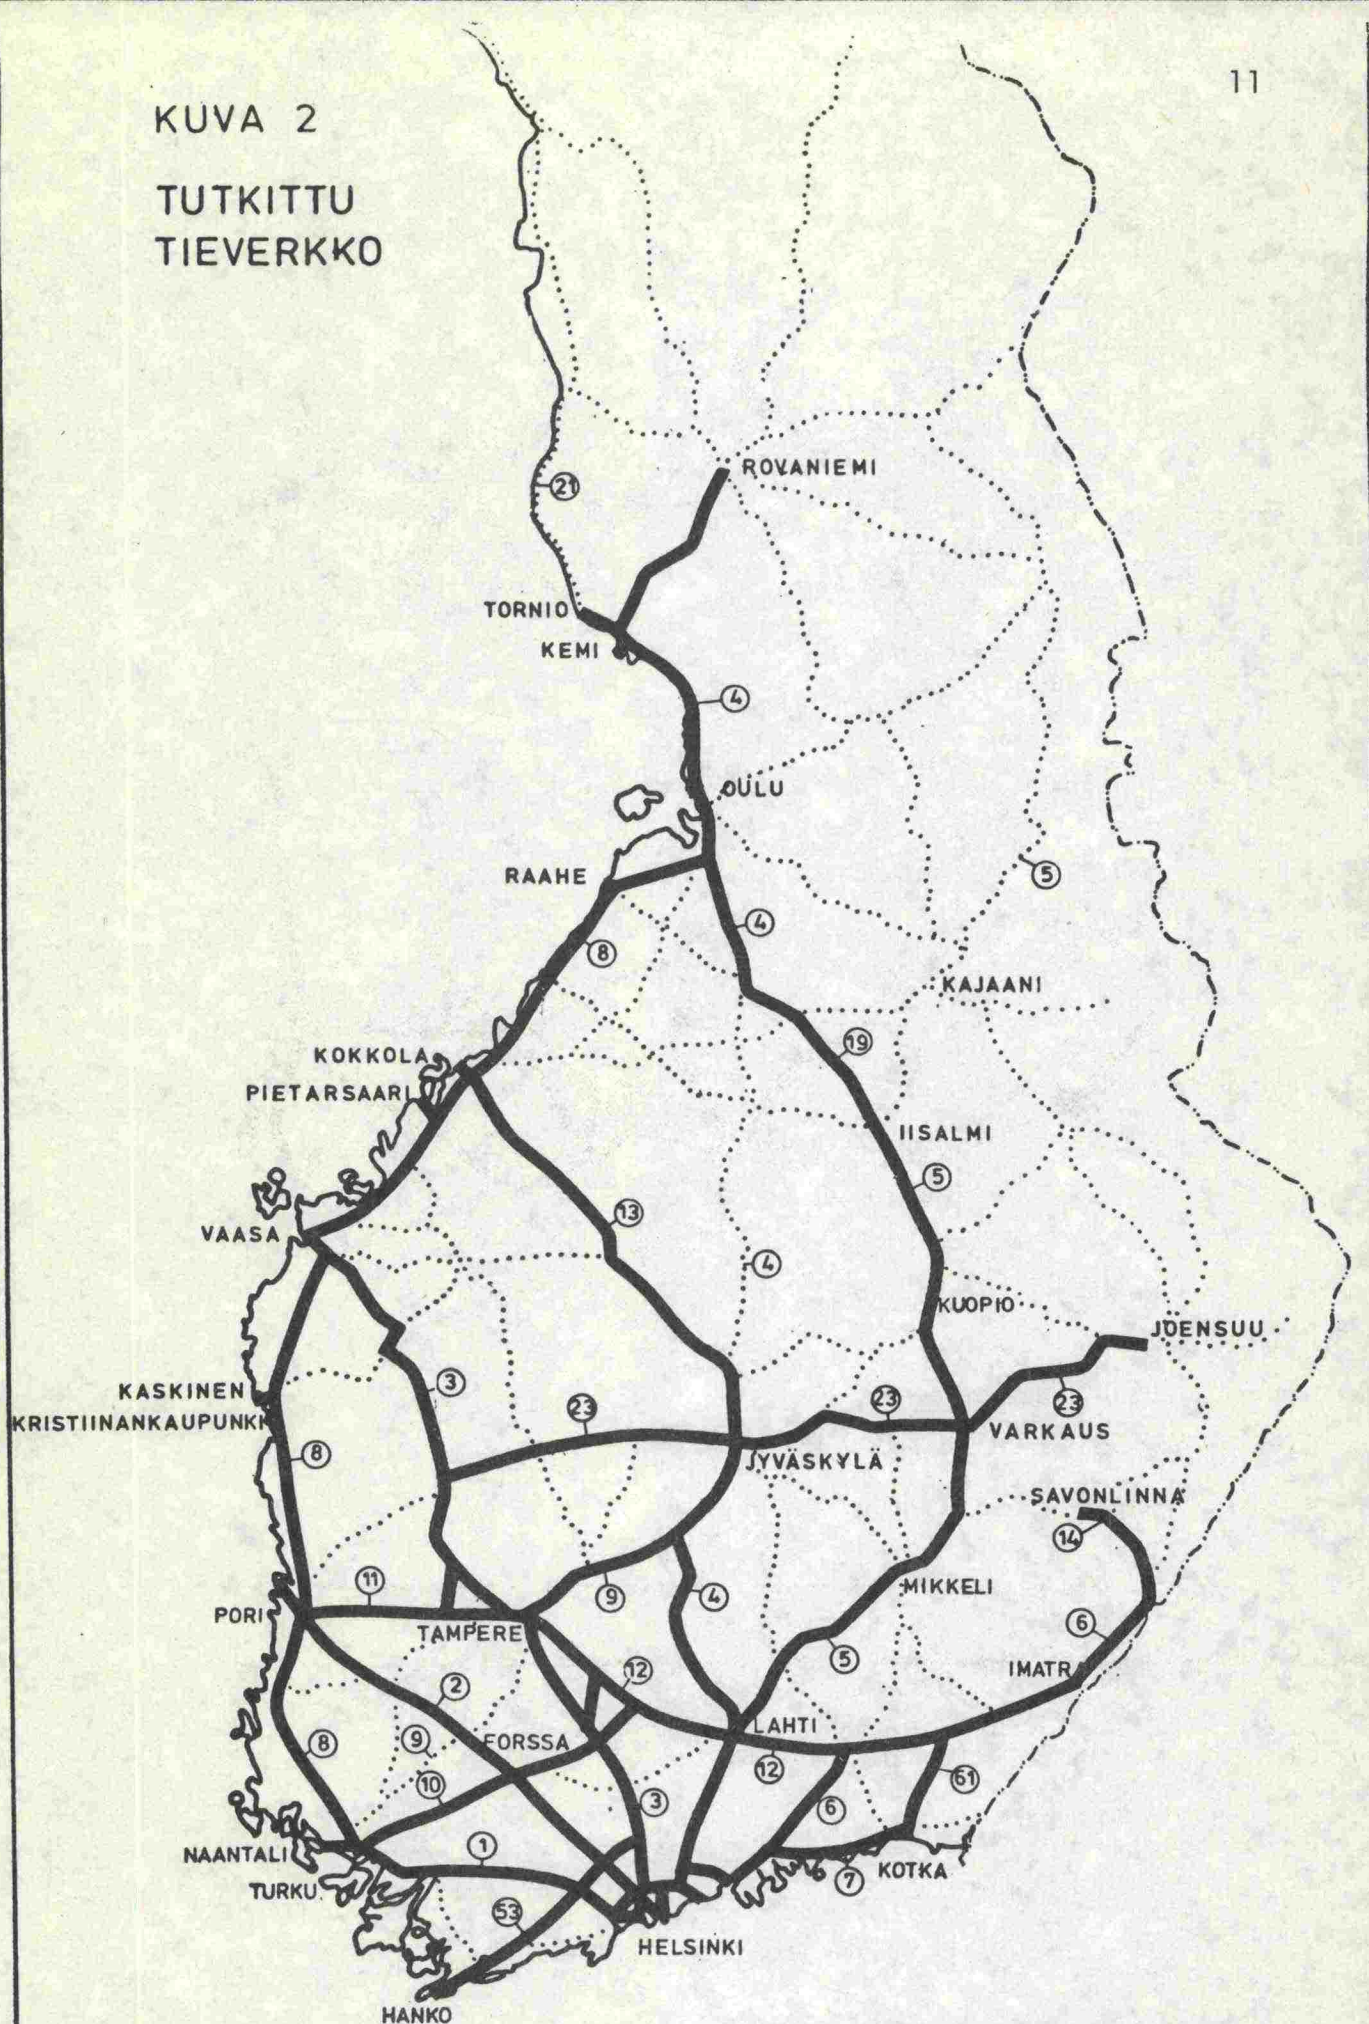 11
KUVA 2
TUTKITTU
TIEVERKKO
ROVANIEMI
21
TORNIO
KEMI
4
OULU
RAAHE
5
4
8
KAJAANI
19
KOKKOLA
PIETARSAARI
IISALMI
5
13
VAASA
4
KUOPIO
JOENSUU
KASKINEN
3
23
23
23
KRISTIINANKAUPUNKI
VARKAUS
8
JYVÄSKYLÄ
SAVONLINNA
14
11
9
4
MIKKELI
PORI
TAMPERE
6
5
12
IMATRA
2
LAHTI
8
9
FORSSA
12
10
61
3
6
1
NAANTALI
KOTKA
7
TURKU
53
HELSINKI
HANKO